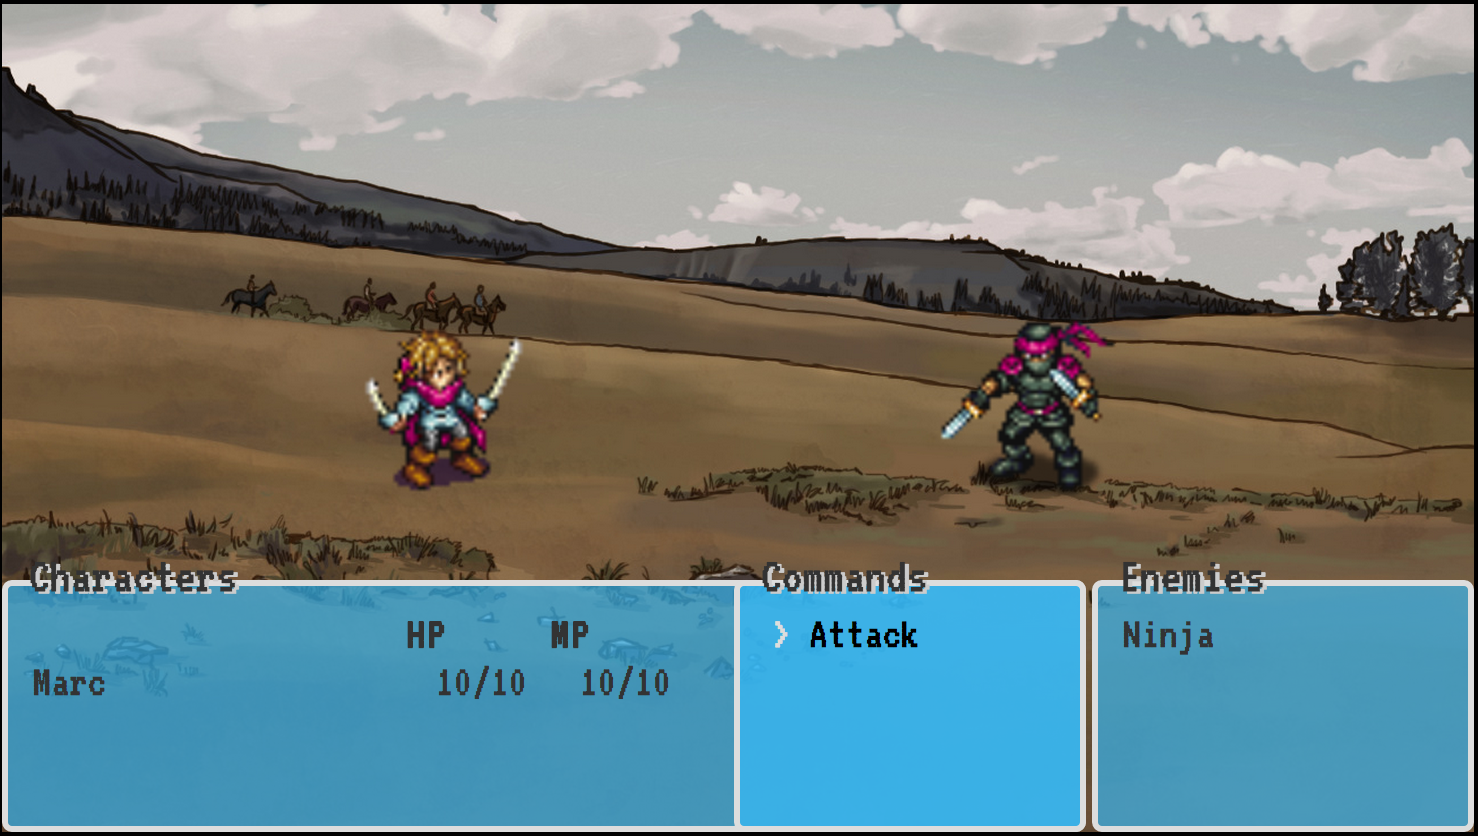 Characters
HP MP
Marc 10/10 10/10
Commands
> Attack
Enemies
Ninja